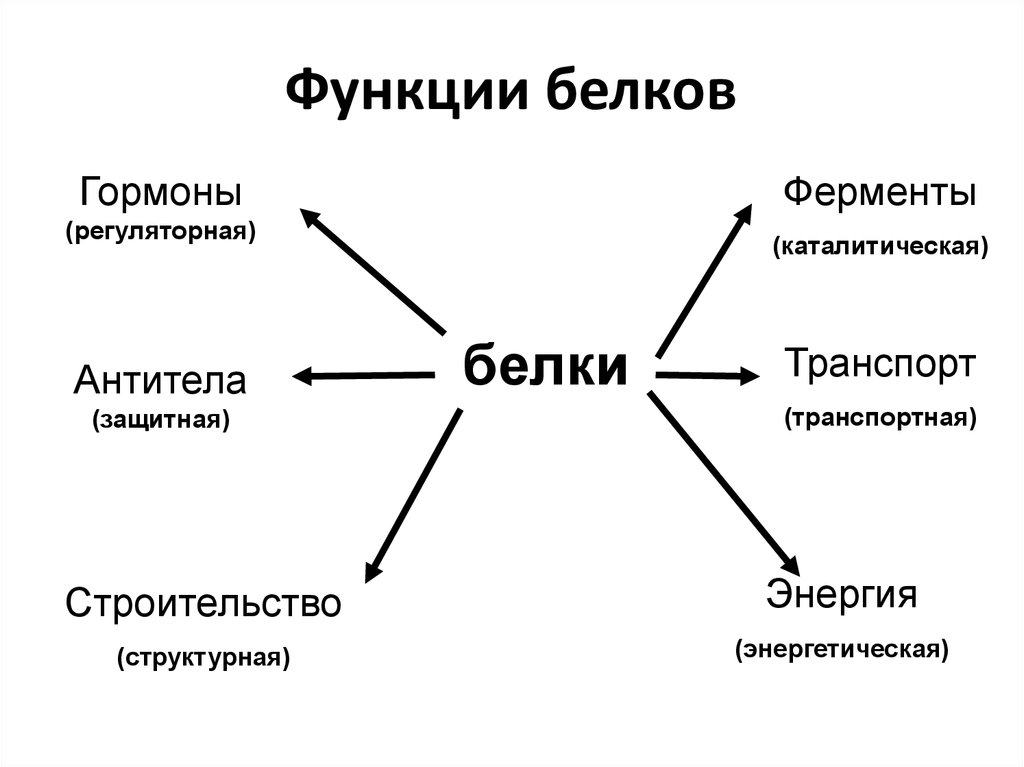 Функции белков
Гормоны
(регуляторная)
Ферменты
(каталитическая)
белки
Антитела
(защитная)
Транспорт
(транспортная)
Строительство
(структурная)
Энергия
(энергетическая)